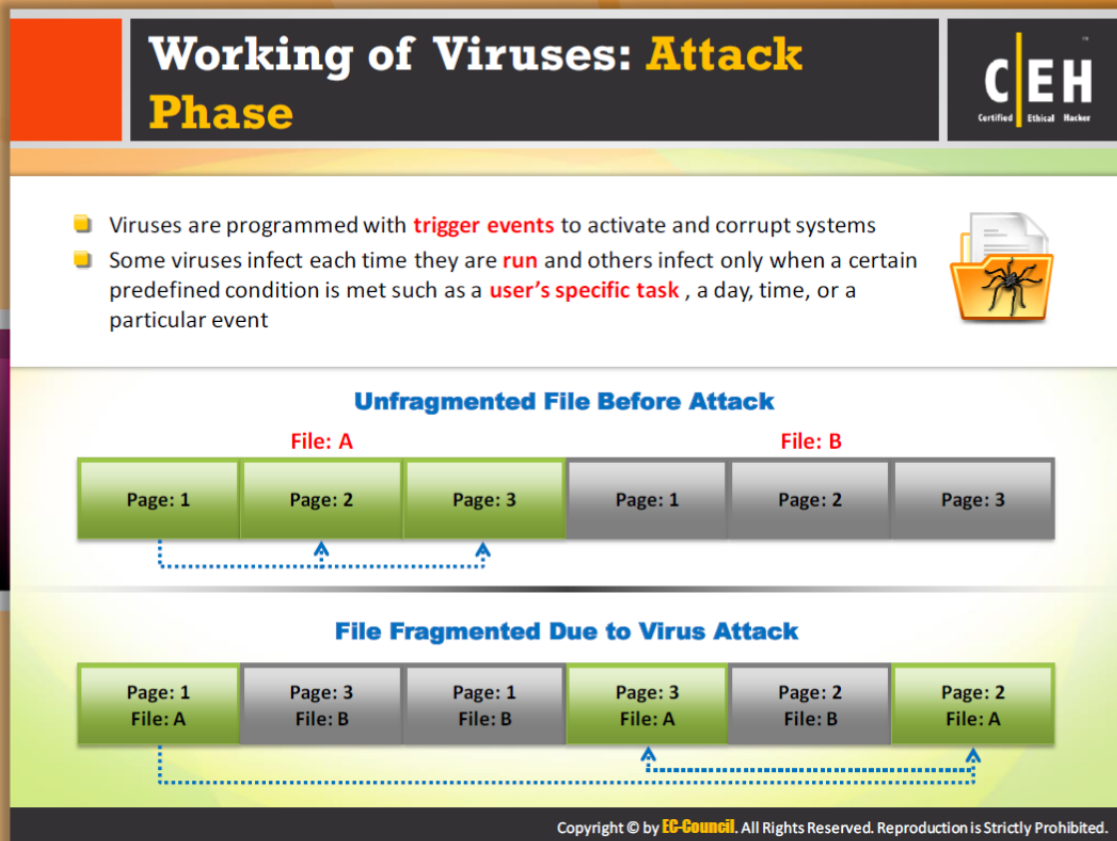 Working of Viruses: Attack
Phase
C|EH
Certified Ethical Hacker
Viruses are programmed with trigger events to activate and corrupt systems
Some viruses infect each time they are run and others infect only when a certain
predefined condition is met such as a user's specific task , a day, time, or a
particular event
Unfragmented File Before Attack
File: A File: B
Page: 1 Page: 2 Page: 3 Page: 1 Page: 2 Page: 3
File Fragmented Due to Virus Attack
Page: 1 Page: 3 Page: 1 Page: 3 Page: 2 Page: 2
File: A File: B File: B File: A File: B File: A
Copyright © by EC-Council. All Rights Reserved. Reproduction is Strictly Prohibited.